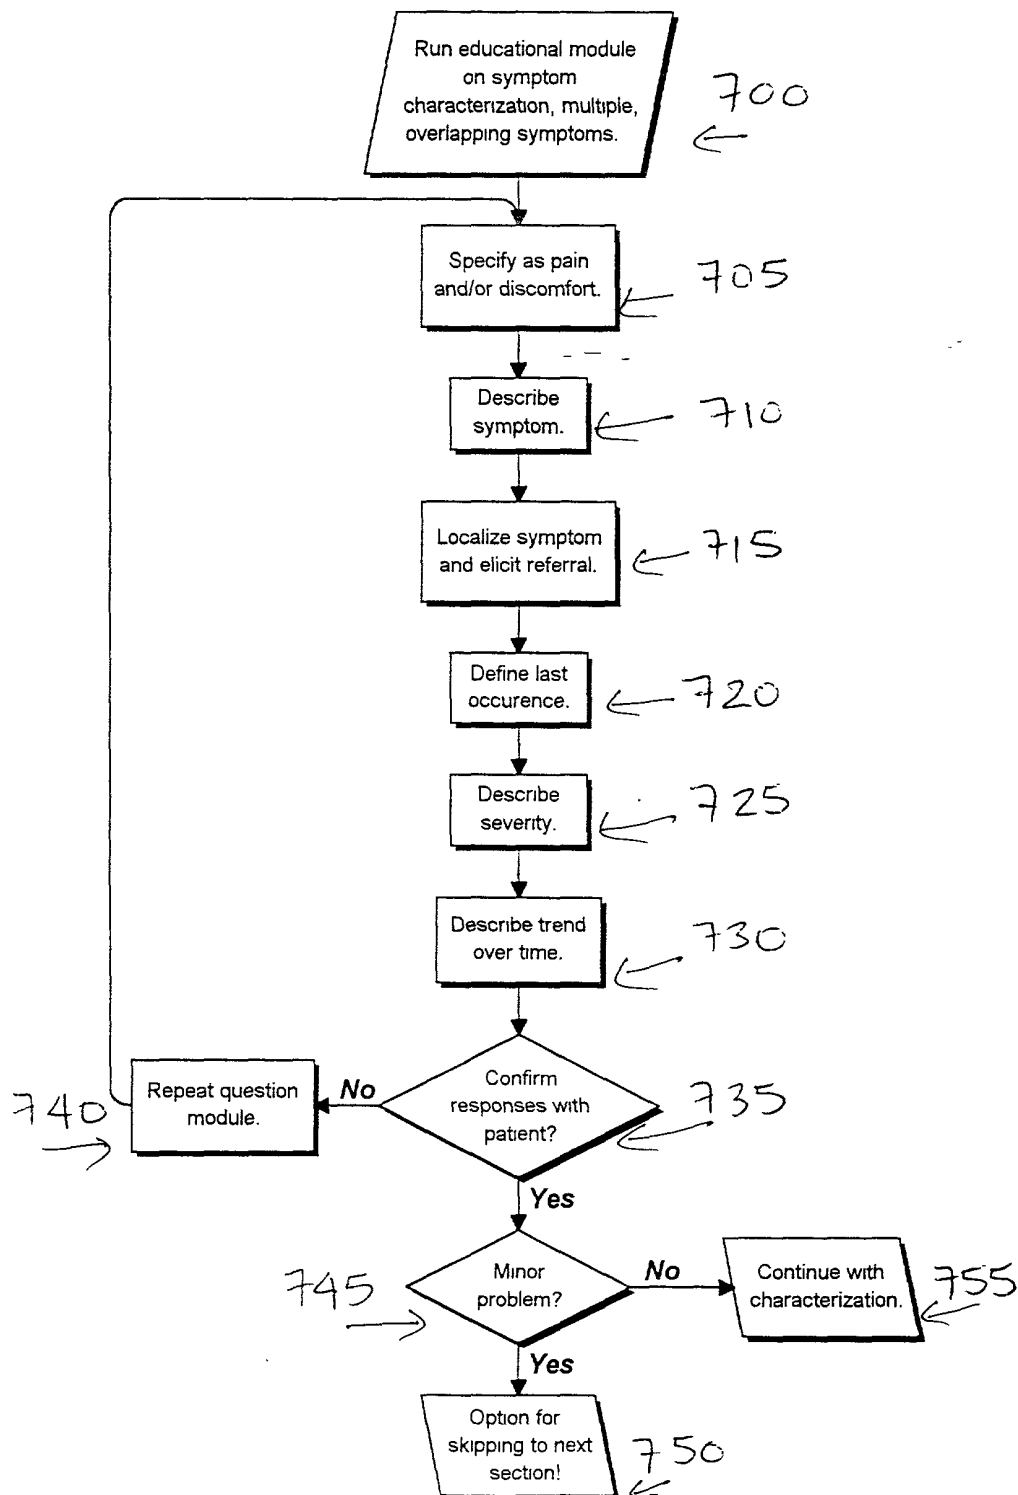 Run educational module
on symptom
characterization, multiple,
overlapping symptoms.
700
Specify as pain
and/or discomfort.
705
Describe
symptom.
710
Localize symptom
and elicit referral.
715
Define last
occurence.
720
Describe
severity.
725
Describe trend
over time.
730
Confirm
responses with
patient?
735
No
Repeat question
module.
740
Yes
Minor
problem?
745
No
Continue with
characterization.
755
Yes
Option for
skipping to next
section!
750